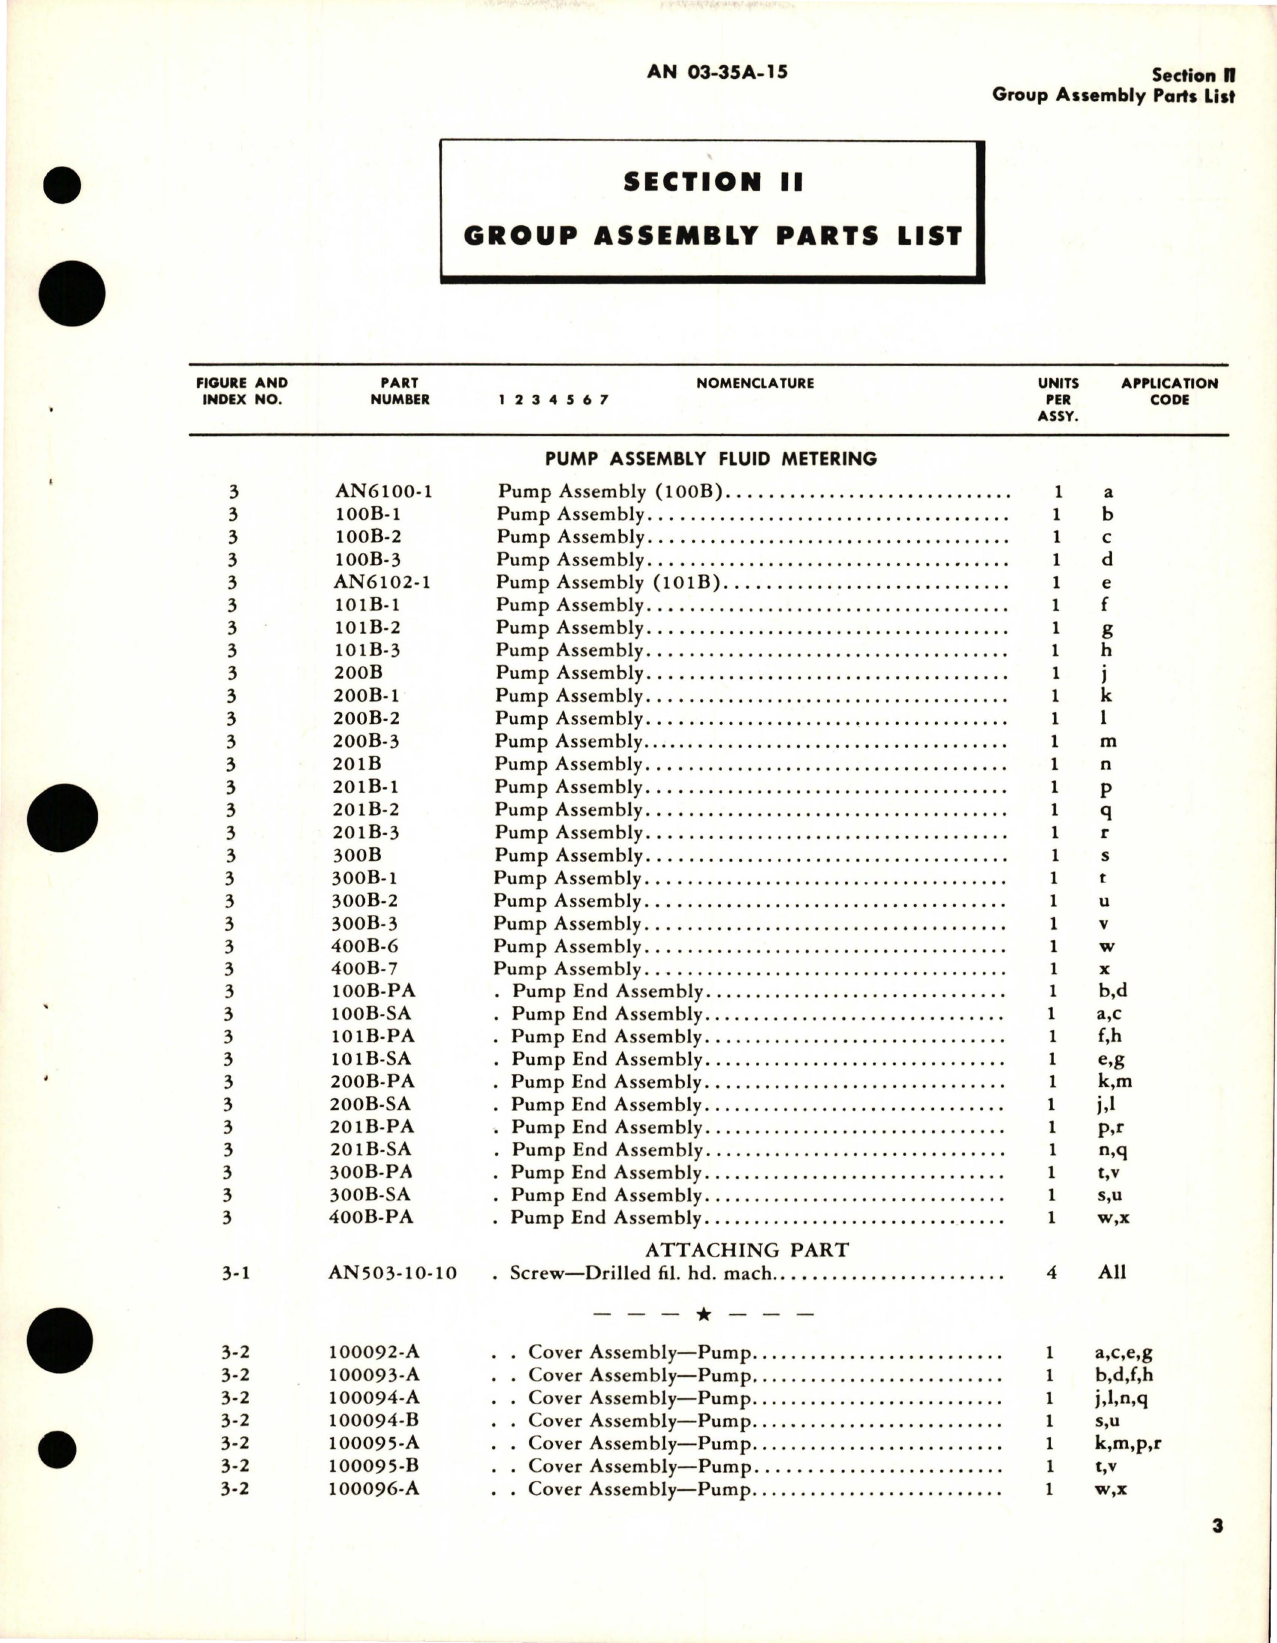 AN 03-35A-15
Section II
Group Assembly Parts List
SECTION II
GROUP ASSEMBLY PARTS LIST
FIGURE AND INDEX NO. PART NUMBER 1 2 3 4 5 6 7 NOMENCLATURE UNITS PER ASSY. APPLICATION CODE
PUMP ASSEMBLY FLUID METERING
3 AN6100-1 Pump Assembly (100B) 1 a
3 100B-1 Pump Assembly 1 b
3 100B-2 Pump Assembly 1 c
3 100B-3 Pump Assembly 1 d
3 AN6102-1 Pump Assembly (101B) 1 e
3 101B-1 Pump Assembly 1 f
3 101B-2 Pump Assembly 1 g
3 101B-3 Pump Assembly 1 h
3 200B Pump Assembly 1 j
3 200B-1 Pump Assembly 1 k
3 200B-2 Pump Assembly 1 l
3 200B-3 Pump Assembly 1 m
3 201B Pump Assembly 1 n
3 201B-1 Pump Assembly 1 p
3 201B-2 Pump Assembly 1 q
3 201B-3 Pump Assembly 1 r
3 300B Pump Assembly 1 s
3 300B-1 Pump Assembly 1 t
3 300B-2 Pump Assembly 1 u
3 300B-3 Pump Assembly 1 v
3 400B-6 Pump Assembly 1 w
3 400B-7 Pump Assembly 1 x
3 100B-PA . Pump End Assembly 1 b,d
3 100B-SA . Pump End Assembly 1 a,c
3 101B-PA . Pump End Assembly 1 f,h
3 101B-SA . Pump End Assembly 1 e,g
3 200B-PA . Pump End Assembly 1 k,m
3 200B-SA . Pump End Assembly 1 j,l
3 201B-PA . Pump End Assembly 1 p,r
3 201B-SA . Pump End Assembly 1 n,q
3 300B-PA . Pump End Assembly 1 t,v
3 300B-SA . Pump End Assembly 1 s,u
3 400B-PA . Pump End Assembly 1 w,x
ATTACHING PART
3-1 AN503-10-10 . Screw—Drilled fil. hd. mach. 4 All
— — — ★ — — —
3-2 100092-A . . Cover Assembly—Pump 1 a,c,e,g
3-2 100093-A . . Cover Assembly—Pump 1 b,d,f,h
3-2 100094-A . . Cover Assembly—Pump 1 j,l,n,q
3-2 100094-B . . Cover Assembly—Pump 1 s,u
3-2 100095-A . . Cover Assembly—Pump 1 k,m,p,r
3-2 100095-B . . Cover Assembly—Pump 1 t,v
3-2 100096-A . . Cover Assembly—Pump 1 w,x
3